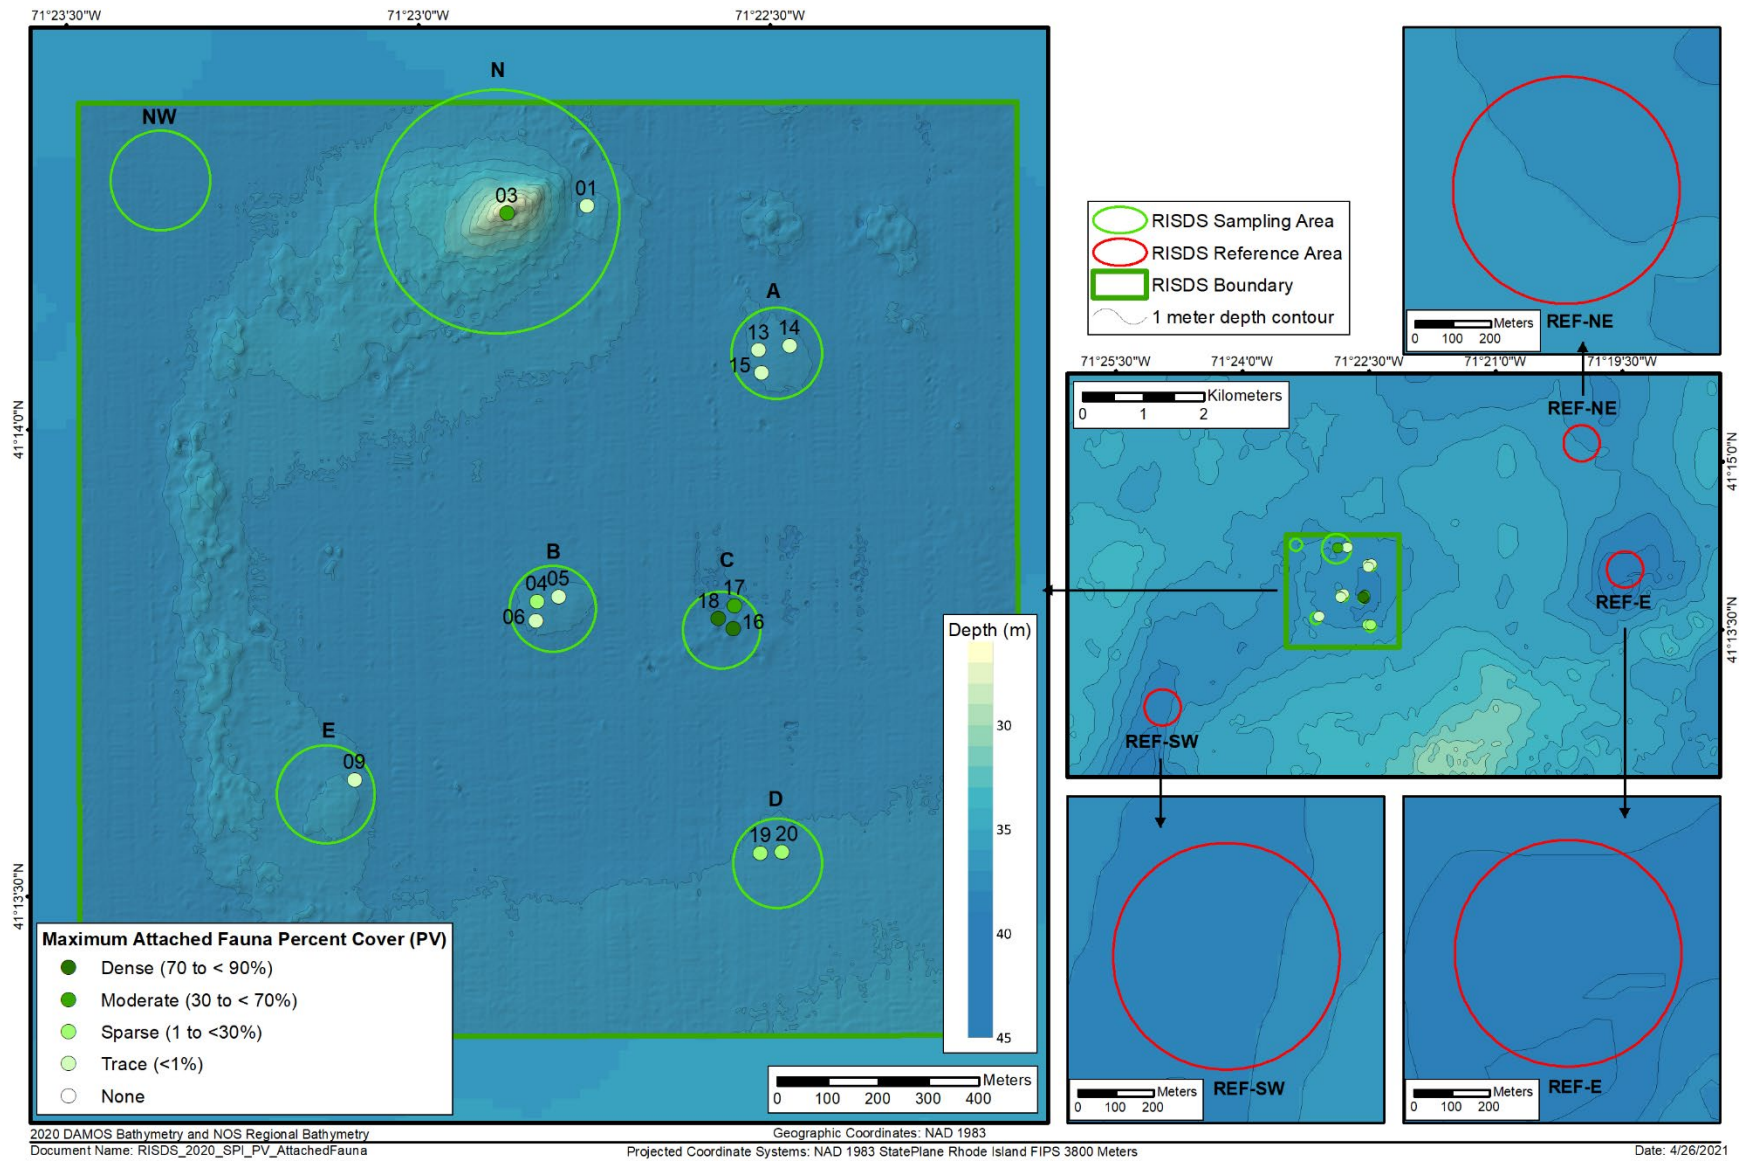 71°23'30"W
71°23'0"W
71°22'30"W
N
NW
03
01
A
13
14
15
41°14'0"N
B
04
05
06
C
17
18
16
E
09
D
19
20
41°13'30"N
Depth (m)
30
35
40
45
Maximum Attached Fauna Percent Cover (PV)
Dense (70 to < 90%)
Moderate (30 to < 70%)
Sparse (1 to <30%)
Trace (<1%)
None
Meters
0 100 200 300 400
RISDS Sampling Area
RISDS Reference Area
RISDS Boundary
1 meter depth contour
Meters
0 100 200
REF-NE
71°25'30"W
71°24'0"W
71°22'30"W
71°21'0"W
71°19'30"W
Kilometers
0 1 2
REF-NE
41°15'0"N
REF-E
41°13'30"N
REF-SW
Meters
0 100 200
REF-SW
Meters
0 100 200
REF-E
2020 DAMOS Bathymetry and NOS Regional Bathymetry
Geographic Coordinates: NAD 1983
Document Name: RISDS_2020_SPI_PV_AttachedFauna
Projected Coordinate Systems: NAD 1983 StatePlane Rhode Island FIPS 3800 Meters
Date: 4/26/2021